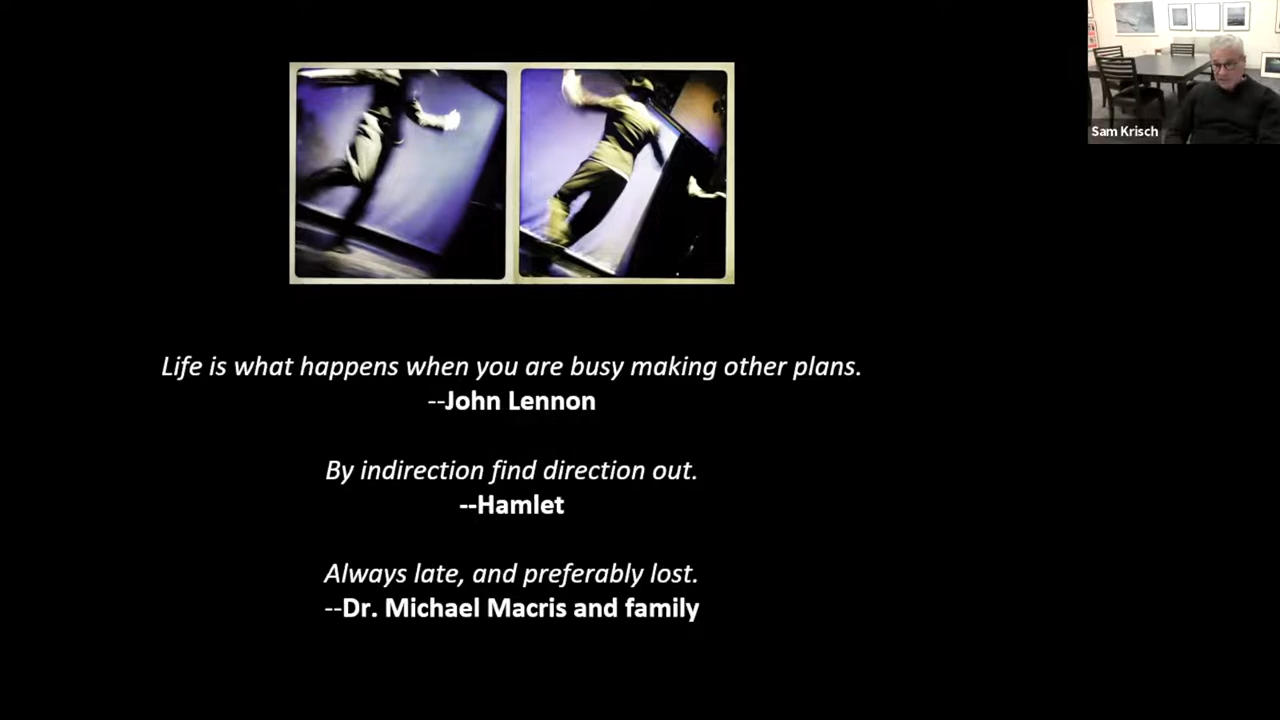 Sam Krisch
Life is what happens when you are busy making other plans.
--John Lennon
By indirection find direction out.
--Hamlet
Always late, and preferably lost.
--Dr. Michael Macris and family